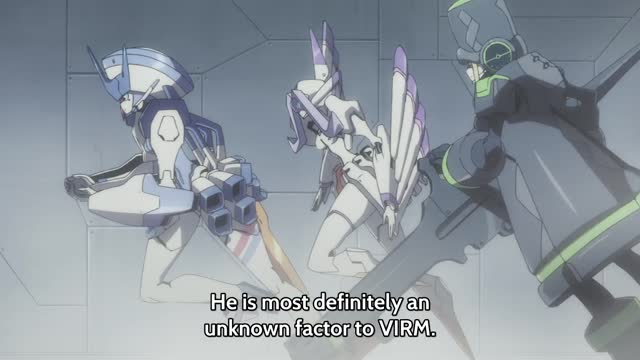 He is most definitely an
unknown factor to VIRM.